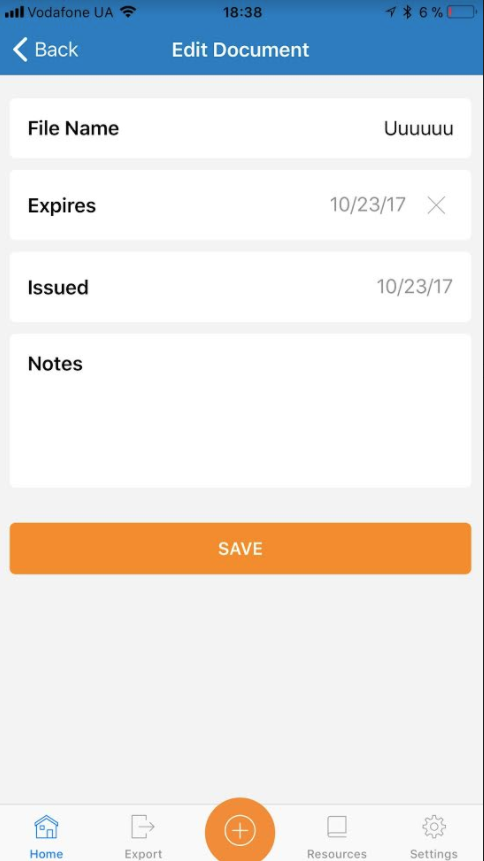 Vodafone UA 18:38 6 %
Back Edit Document
File Name Uuuuuu
Expires 10/23/17
Issued 10/23/17
Notes
SAVE
Home Export Resources Settings